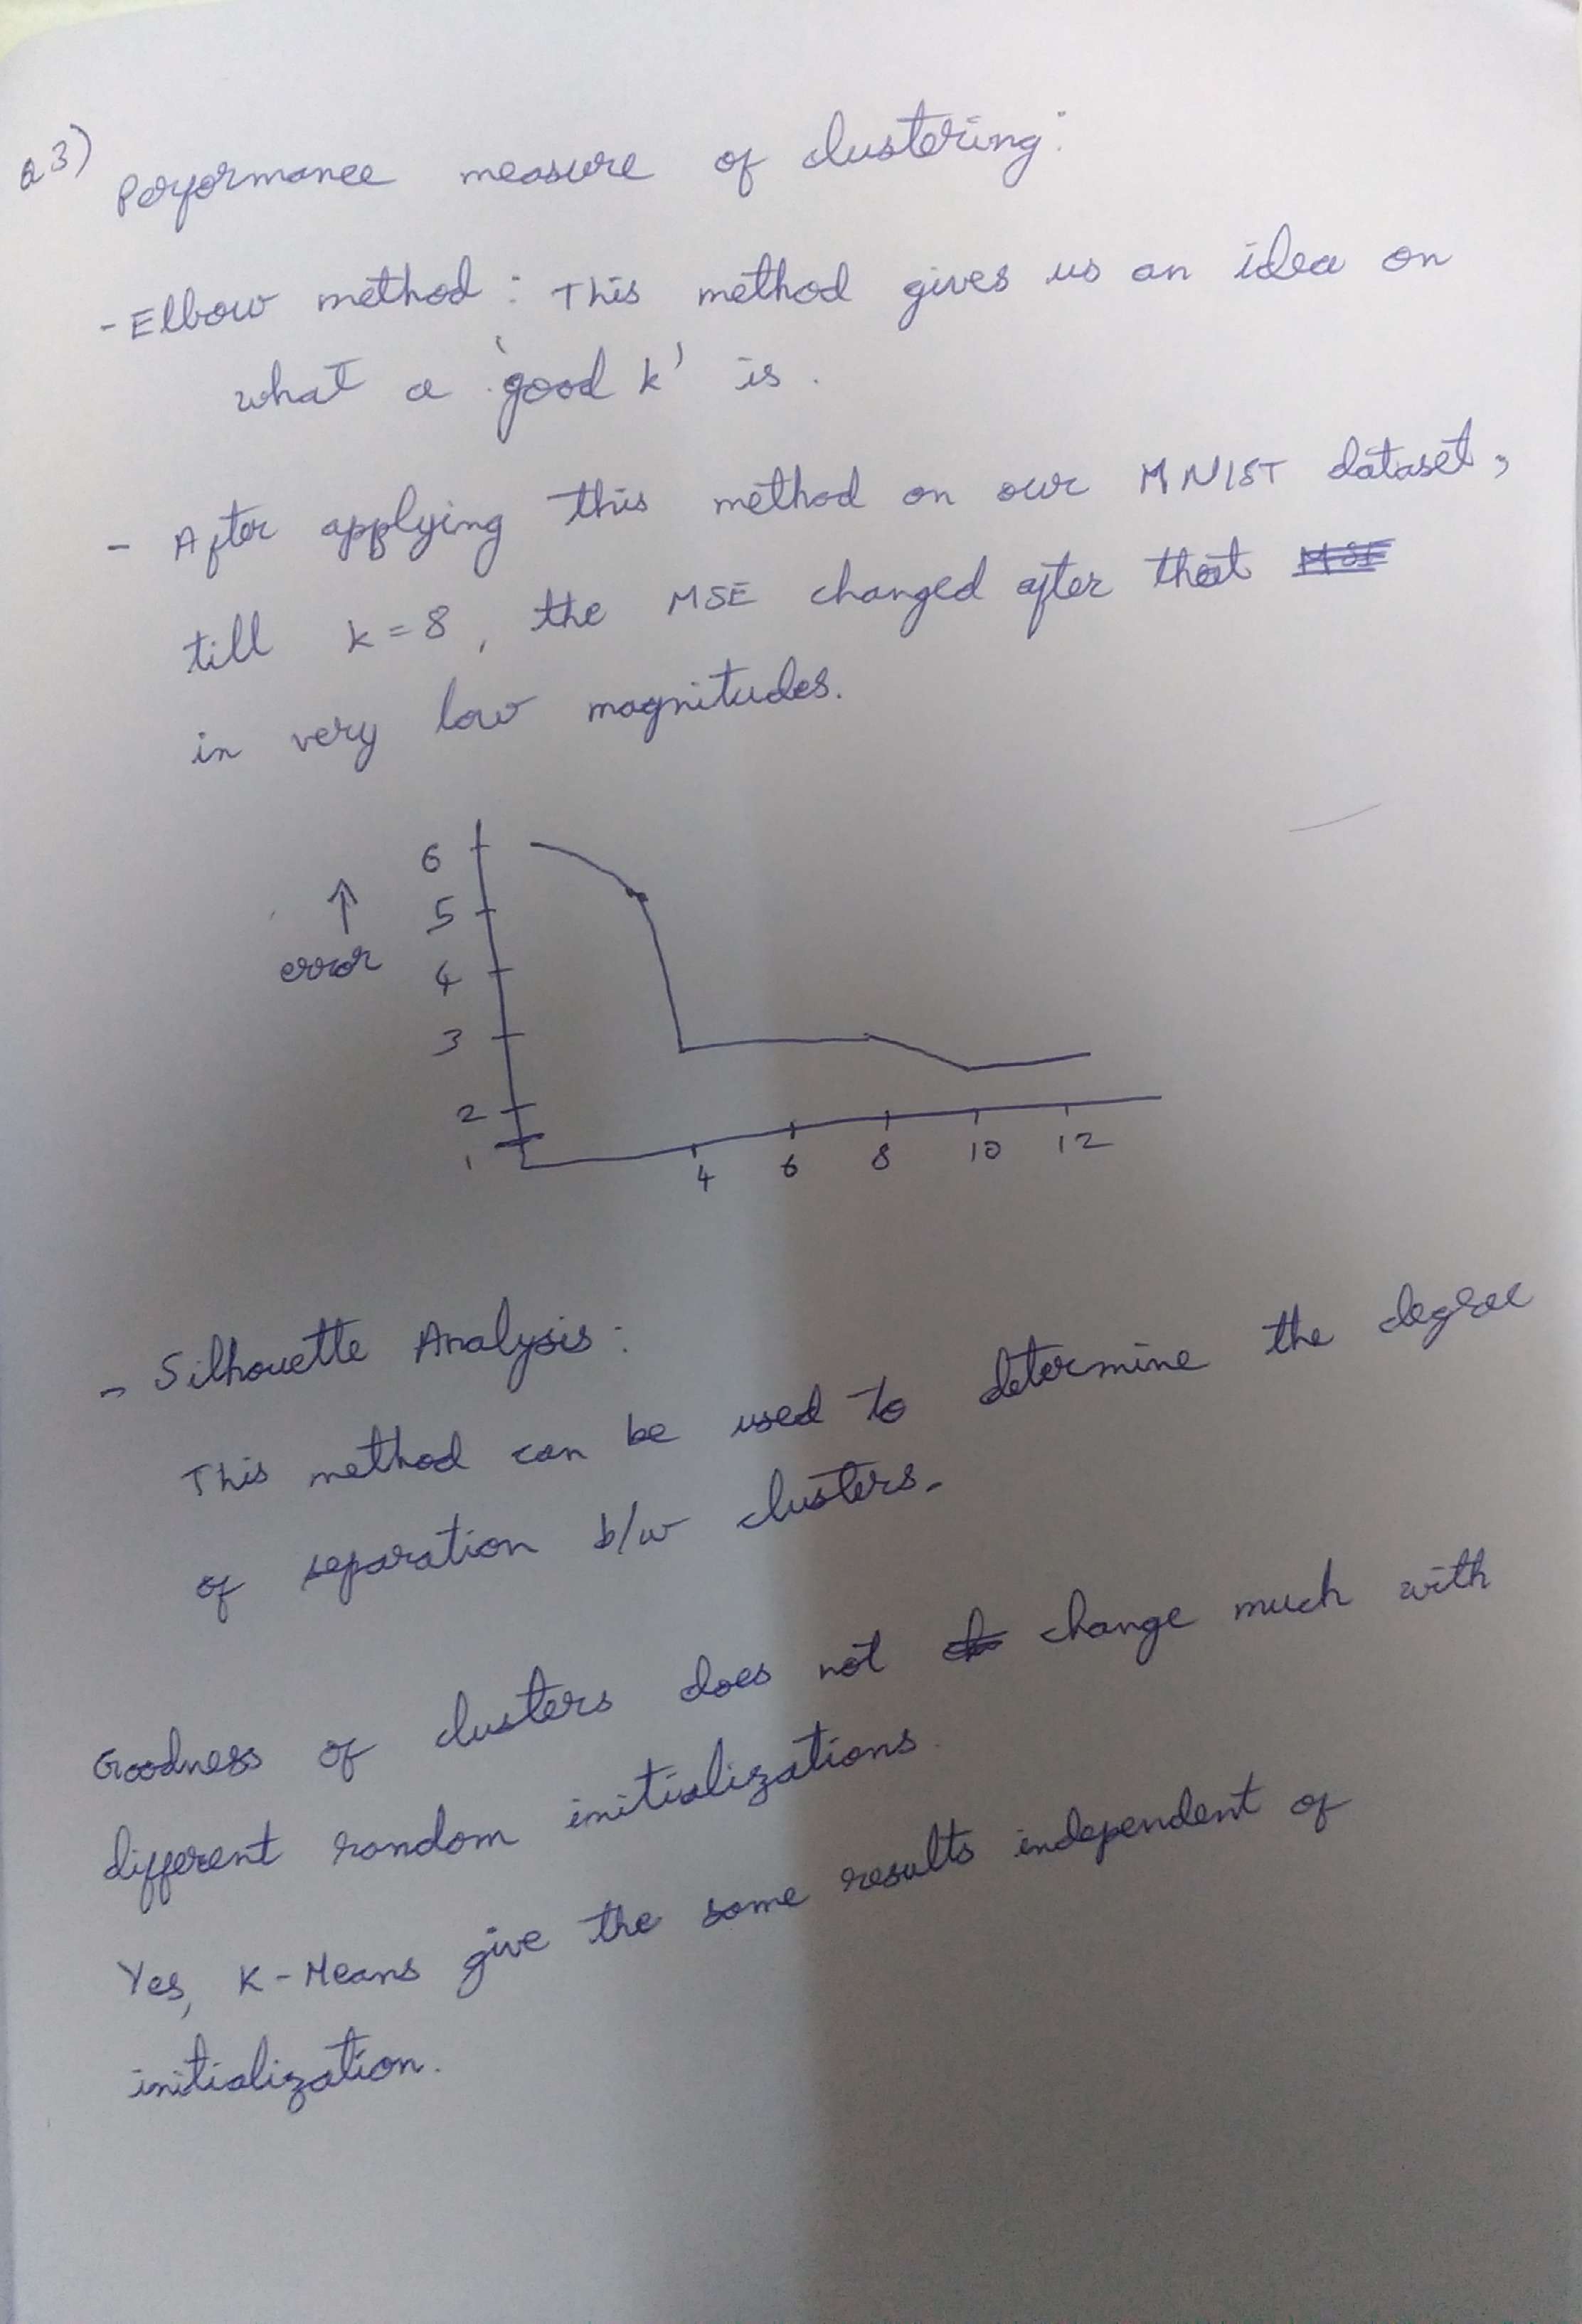 Q3) Performance measure of clustering:
- Elbow method : This method gives us an idea on
what a 'good k' is.
- After applying this method on our MNIST dataset,
till k = 8, the MSE changed after that MSE
in very low magnitudes.
6
5
error
4
3
2
1
4 6 8 10 12
- Silhouette Analysis :
This method can be used to determine the degree
of separation b/w clusters.
Goodness of clusters does not change much with
different random initializations.
Yes, K-Means give the same results independent of
initialization.